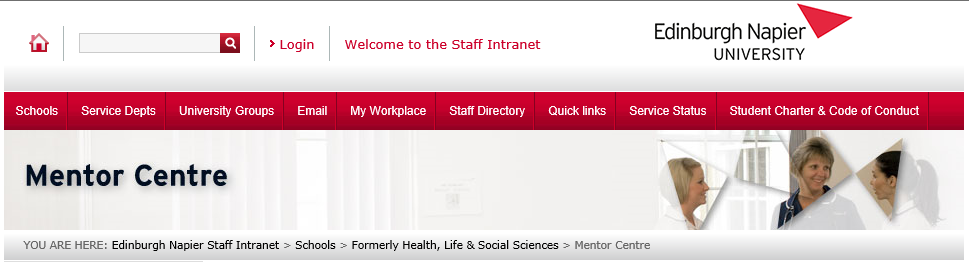 Login
Welcome to the Staff Intranet
Edinburgh Napier
UNIVERSITY
Schools
Service Depts
University Groups
Email
My Workplace
Staff Directory
Quick links
Service Status
Student Charter & Code of Conduct
Mentor Centre
YOU ARE HERE: Edinburgh Napier Staff Intranet > Schools > Formerly Health, Life & Social Sciences > Mentor Centre